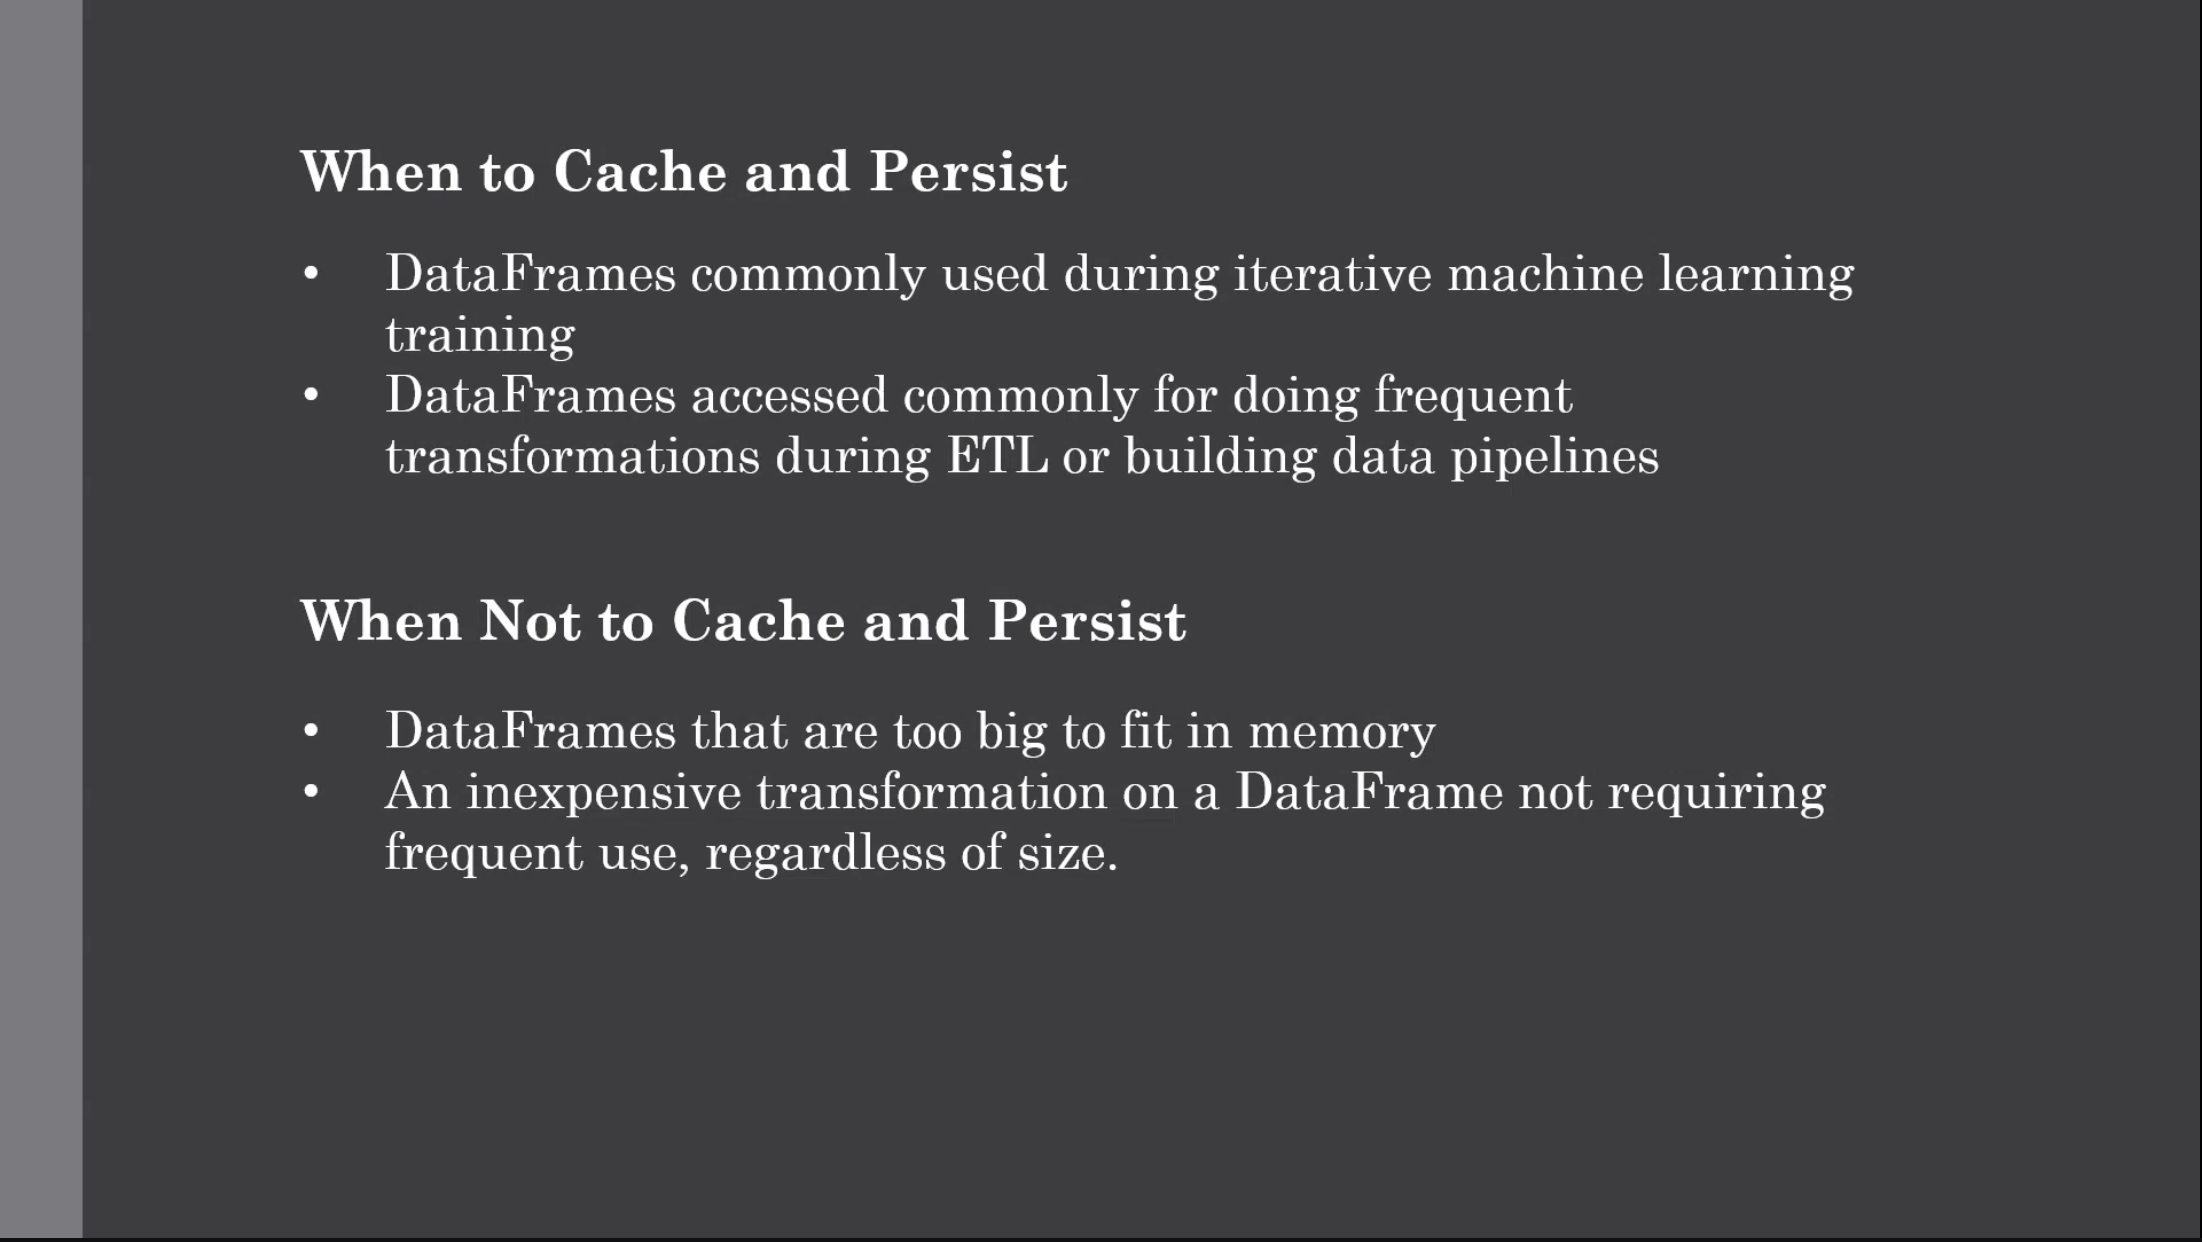 When to Cache and Persist
• DataFrames commonly used during iterative machine learning
training
• DataFrames accessed commonly for doing frequent
transformations during ETL or building data pipelines
When Not to Cache and Persist
• DataFrames that are too big to fit in memory
• An inexpensive transformation on a DataFrame not requiring
frequent use, regardless of size.